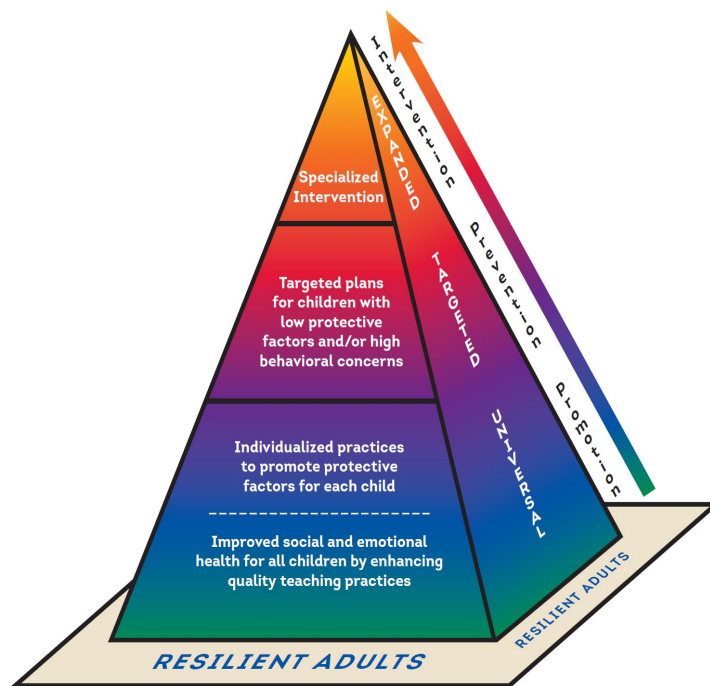 Specialized
Intervention
Targeted plans
for children with
low protective
factors and/or high
behavioral concerns
Individualized practices
to promote protective
factors for each child
Improved social and emotional
health for all children by enhancing
quality teaching practices
EXPANDED
TARGETED
UNIVERSAL
Intervention
Prevention
Promotion
RESILIENT ADULTS
RESILIENT ADULTS